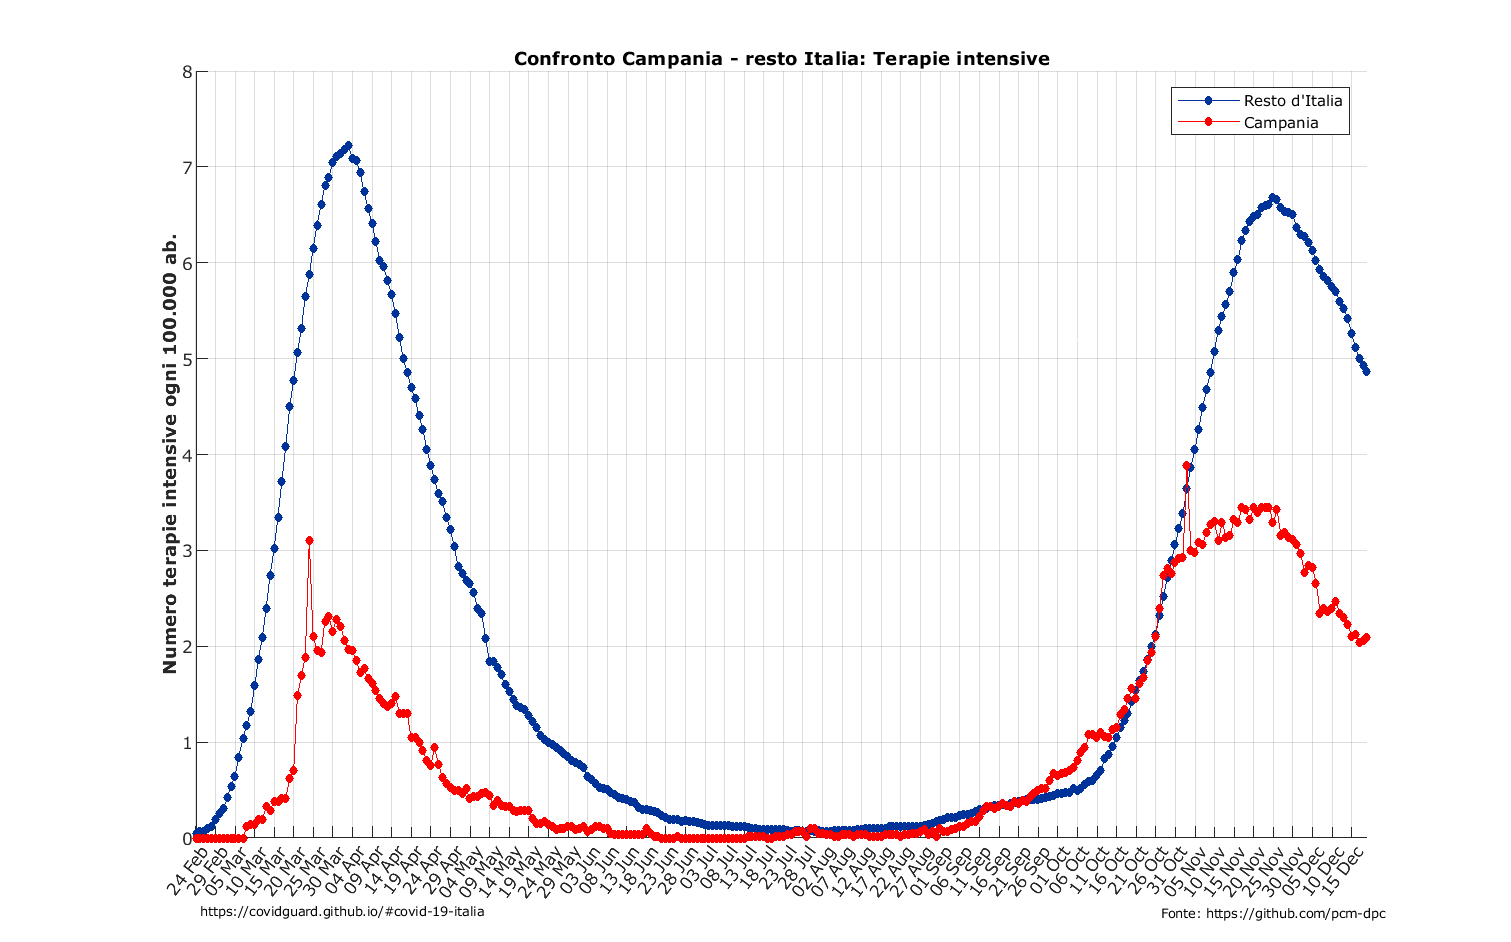 Confronto Campania - resto Italia: Terapie intensive
Numero terapie intensive ogni 100.000 ab.
8
7
6
5
4
3
2
1
0
Resto d'Italia
Campania
24 Feb
29 Feb
05 Mar
10 Mar
15 Mar
20 Mar
25 Mar
30 Mar
04 Apr
09 Apr
14 Apr
19 Apr
24 Apr
29 Apr
04 May
09 May
14 May
19 May
24 May
29 May
03 Jun
08 Jun
13 Jun
18 Jun
23 Jun
28 Jun
03 Jul
08 Jul
13 Jul
18 Jul
23 Jul
28 Jul
02 Aug
07 Aug
12 Aug
17 Aug
22 Aug
27 Aug
01 Sep
06 Sep
11 Sep
16 Sep
21 Sep
26 Sep
01 Oct
06 Oct
11 Oct
16 Oct
21 Oct
26 Oct
31 Oct
05 Nov
10 Nov
15 Nov
20 Nov
25 Nov
30 Nov
05 Dec
10 Dec
15 Dec
https://covidguard.github.io/#covid-19-italia
Fonte: https://github.com/pcm-dpc